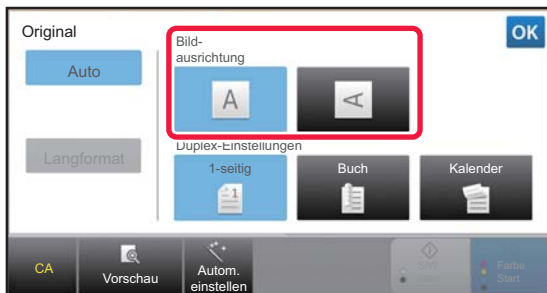 Original
OK
Bild-
ausrichtung
Auto
A
A
Langformat
Duplex-Einstellungen
1-seitig
Buch
Kalender
1
CA
Vorschau
Autom.
einstellen
S/W
Start
Farbe
Start